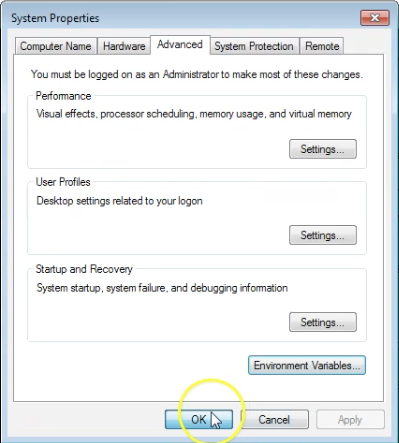 System Properties
Computer Name Hardware Advanced System Protection Remote
You must be logged on as an Administrator to make most of these changes.
Performance
Visual effects, processor scheduling, memory usage, and virtual memory
Settings...
User Profiles
Desktop settings related to your logon
Settings...
Startup and Recovery
System startup, system failure, and debugging information
Settings...
Environment Variables...
OK Cancel Apply